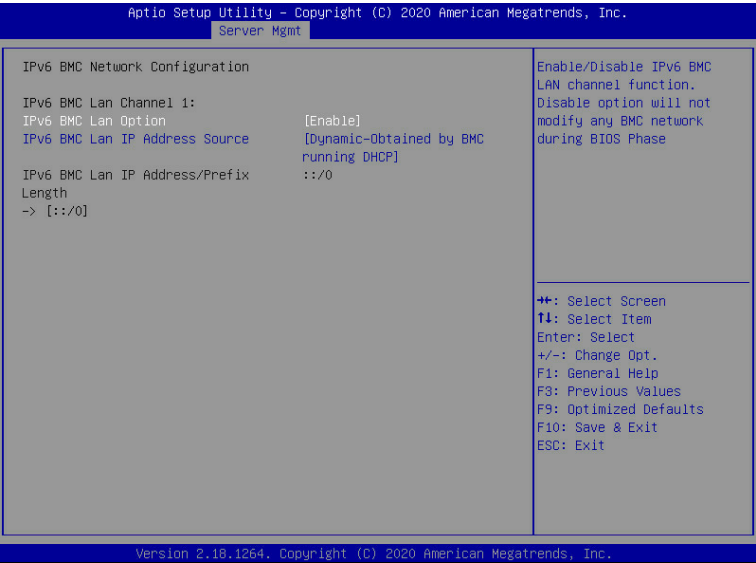 Aptio Setup Utility – Copyright (C) 2020 American Megatrends, Inc.
Server Mgmt
IPv6 BMC Network Configuration
IPv6 BMC Lan Channel 1:
IPv6 BMC Lan Option [Enable]
IPv6 BMC Lan IP Address Source [Dynamic-Obtained by BMC
running DHCP]
IPv6 BMC Lan IP Address/Prefix ::/0
Length
-> [::/0]
Enable/Disable IPv6 BMC
LAN channel function.
Disable option will not
modify any BMC network
during BIOS Phase
→←: Select Screen
↑↓: Select Item
Enter: Select
+/-: Change Opt.
F1: General Help
F3: Previous Values
F9: Optimized Defaults
F10: Save & Exit
ESC: Exit
Version 2.18.1264. Copyright (C) 2020 American Megatrends, Inc.